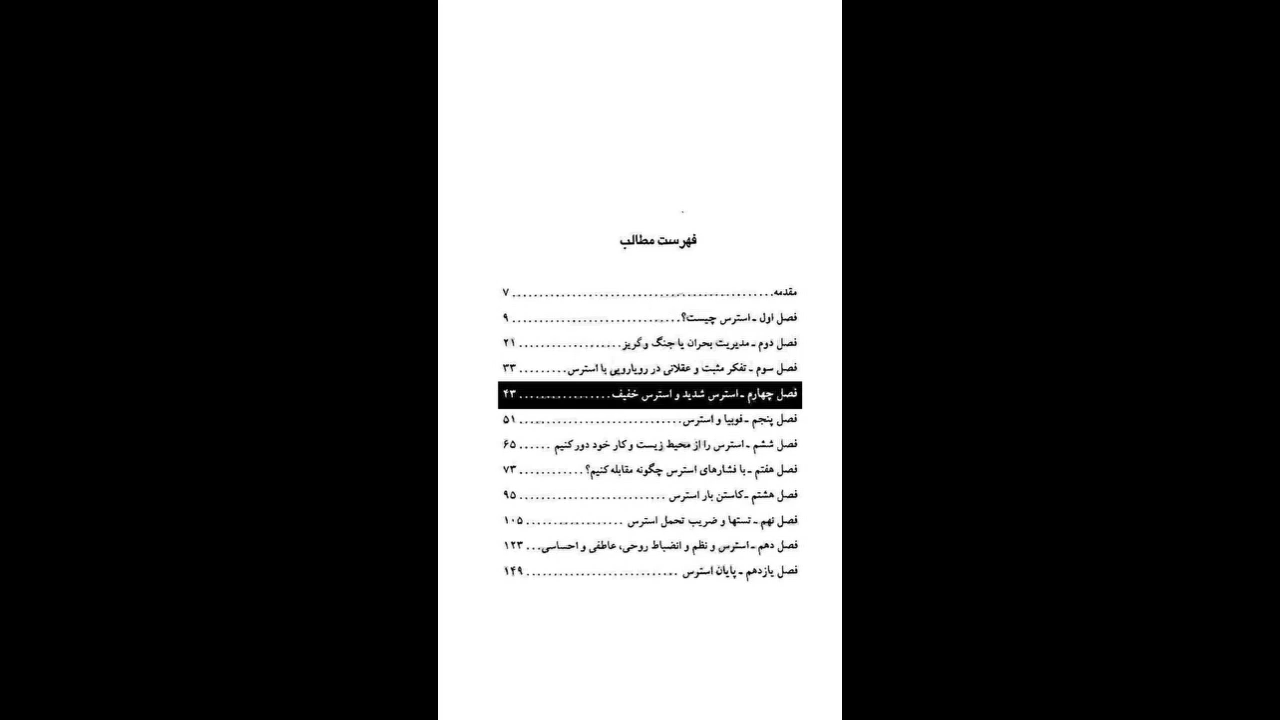 فهرست مطالب
مقدمه................................................ ۷
فصل اول ـ استرس چیست؟............................... ۹
فصل دوم ـ مدیریت بحران یا جنگ و گریز................... ۲۱
فصل سوم ـ تفکر مثبت و عقلانی در رویارویی با استرس......... ۳۳
فصل چهارم ـ استرس شدید و استرس خفیف................. ۴۳
فصل پنجم ـ فوبیا و استرس.............................. ۵۱
فصل ششم ـ استرس را از محیط زیست و کار خود دور کنیم ...... ۶۵
فصل هفتم ـ با فشارهای استرس چگونه مقابله کنیم؟............ ۷۳
فصل هشتم ـ کاستن بار استرس ........................... ۹۵
فصل نهم ـ تستها و ضریب تحمل استرس .................. ۱۰۵
فصل دهم ـ استرس و نظم و انضباط روحی، عاطفی و احساسی... ۱۲۳
فصل یازدهم ـ پایان استرس ............................ ۱۴۹